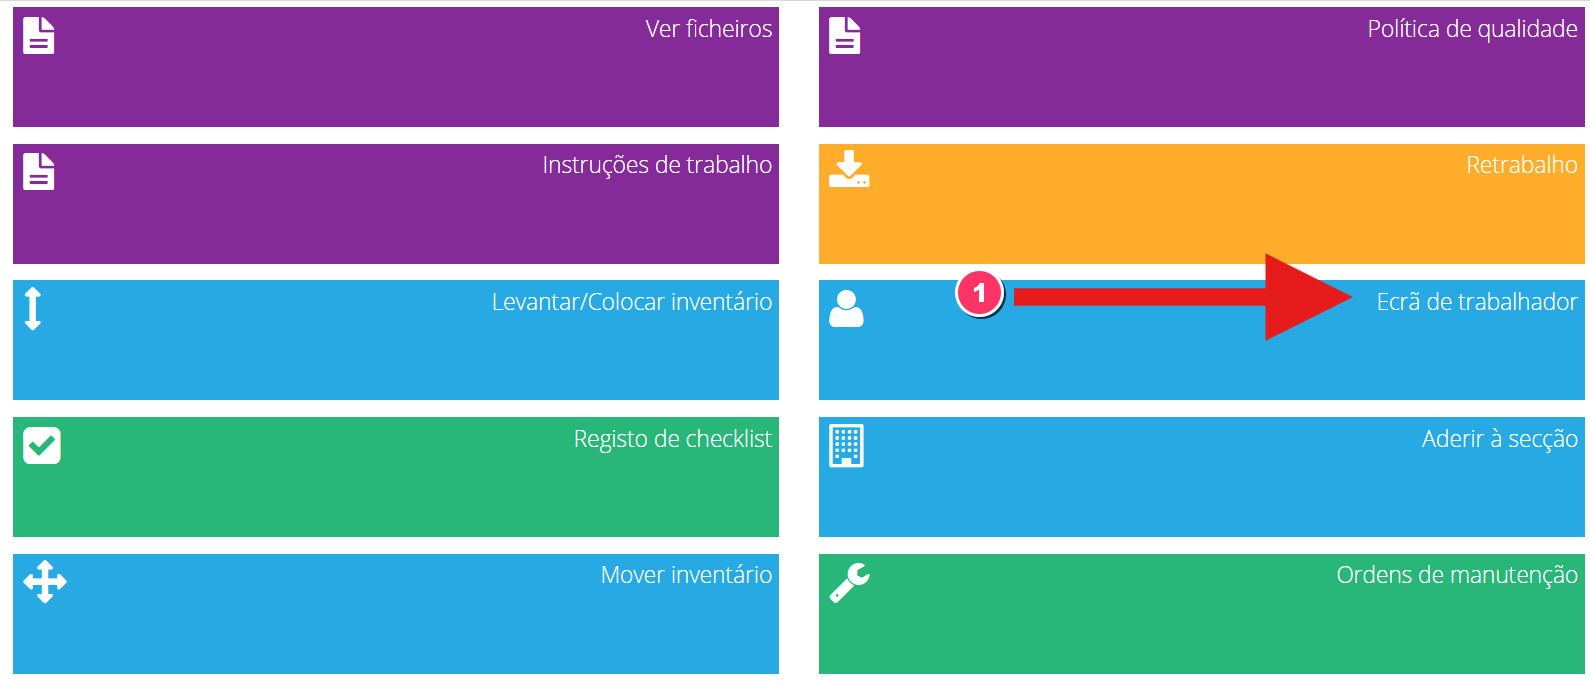 Ver ficheiros
Política de qualidade
Instruções de trabalho
Retrabalho
Levantar/Colocar inventário
1
Ecrã de trabalhador
Registo de checklist
Aderir à secção
Mover inventário
Ordens de manutenção